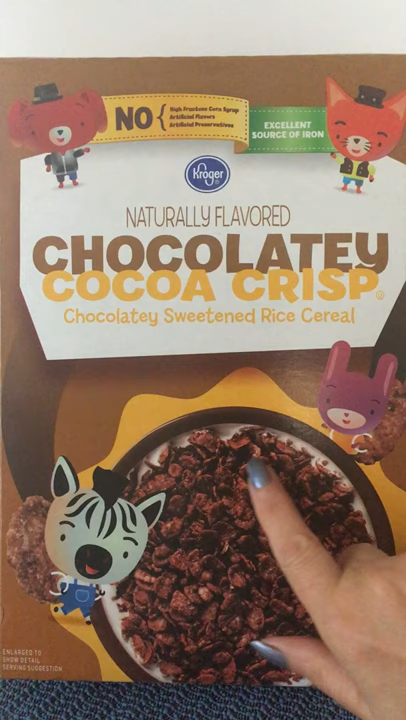 NO { High Fructose Corn Syrup
Artificial Flavors
Artificial Preservatives
EXCELLENT
SOURCE OF IRON
Kroger®
NATURALLY FLAVORED
CHOCOLATEY
COCOA CRISP
Chocolatey Sweetened Rice Cereal
ENLARGED TO
SHOW DETAIL
SERVING SUGGESTION